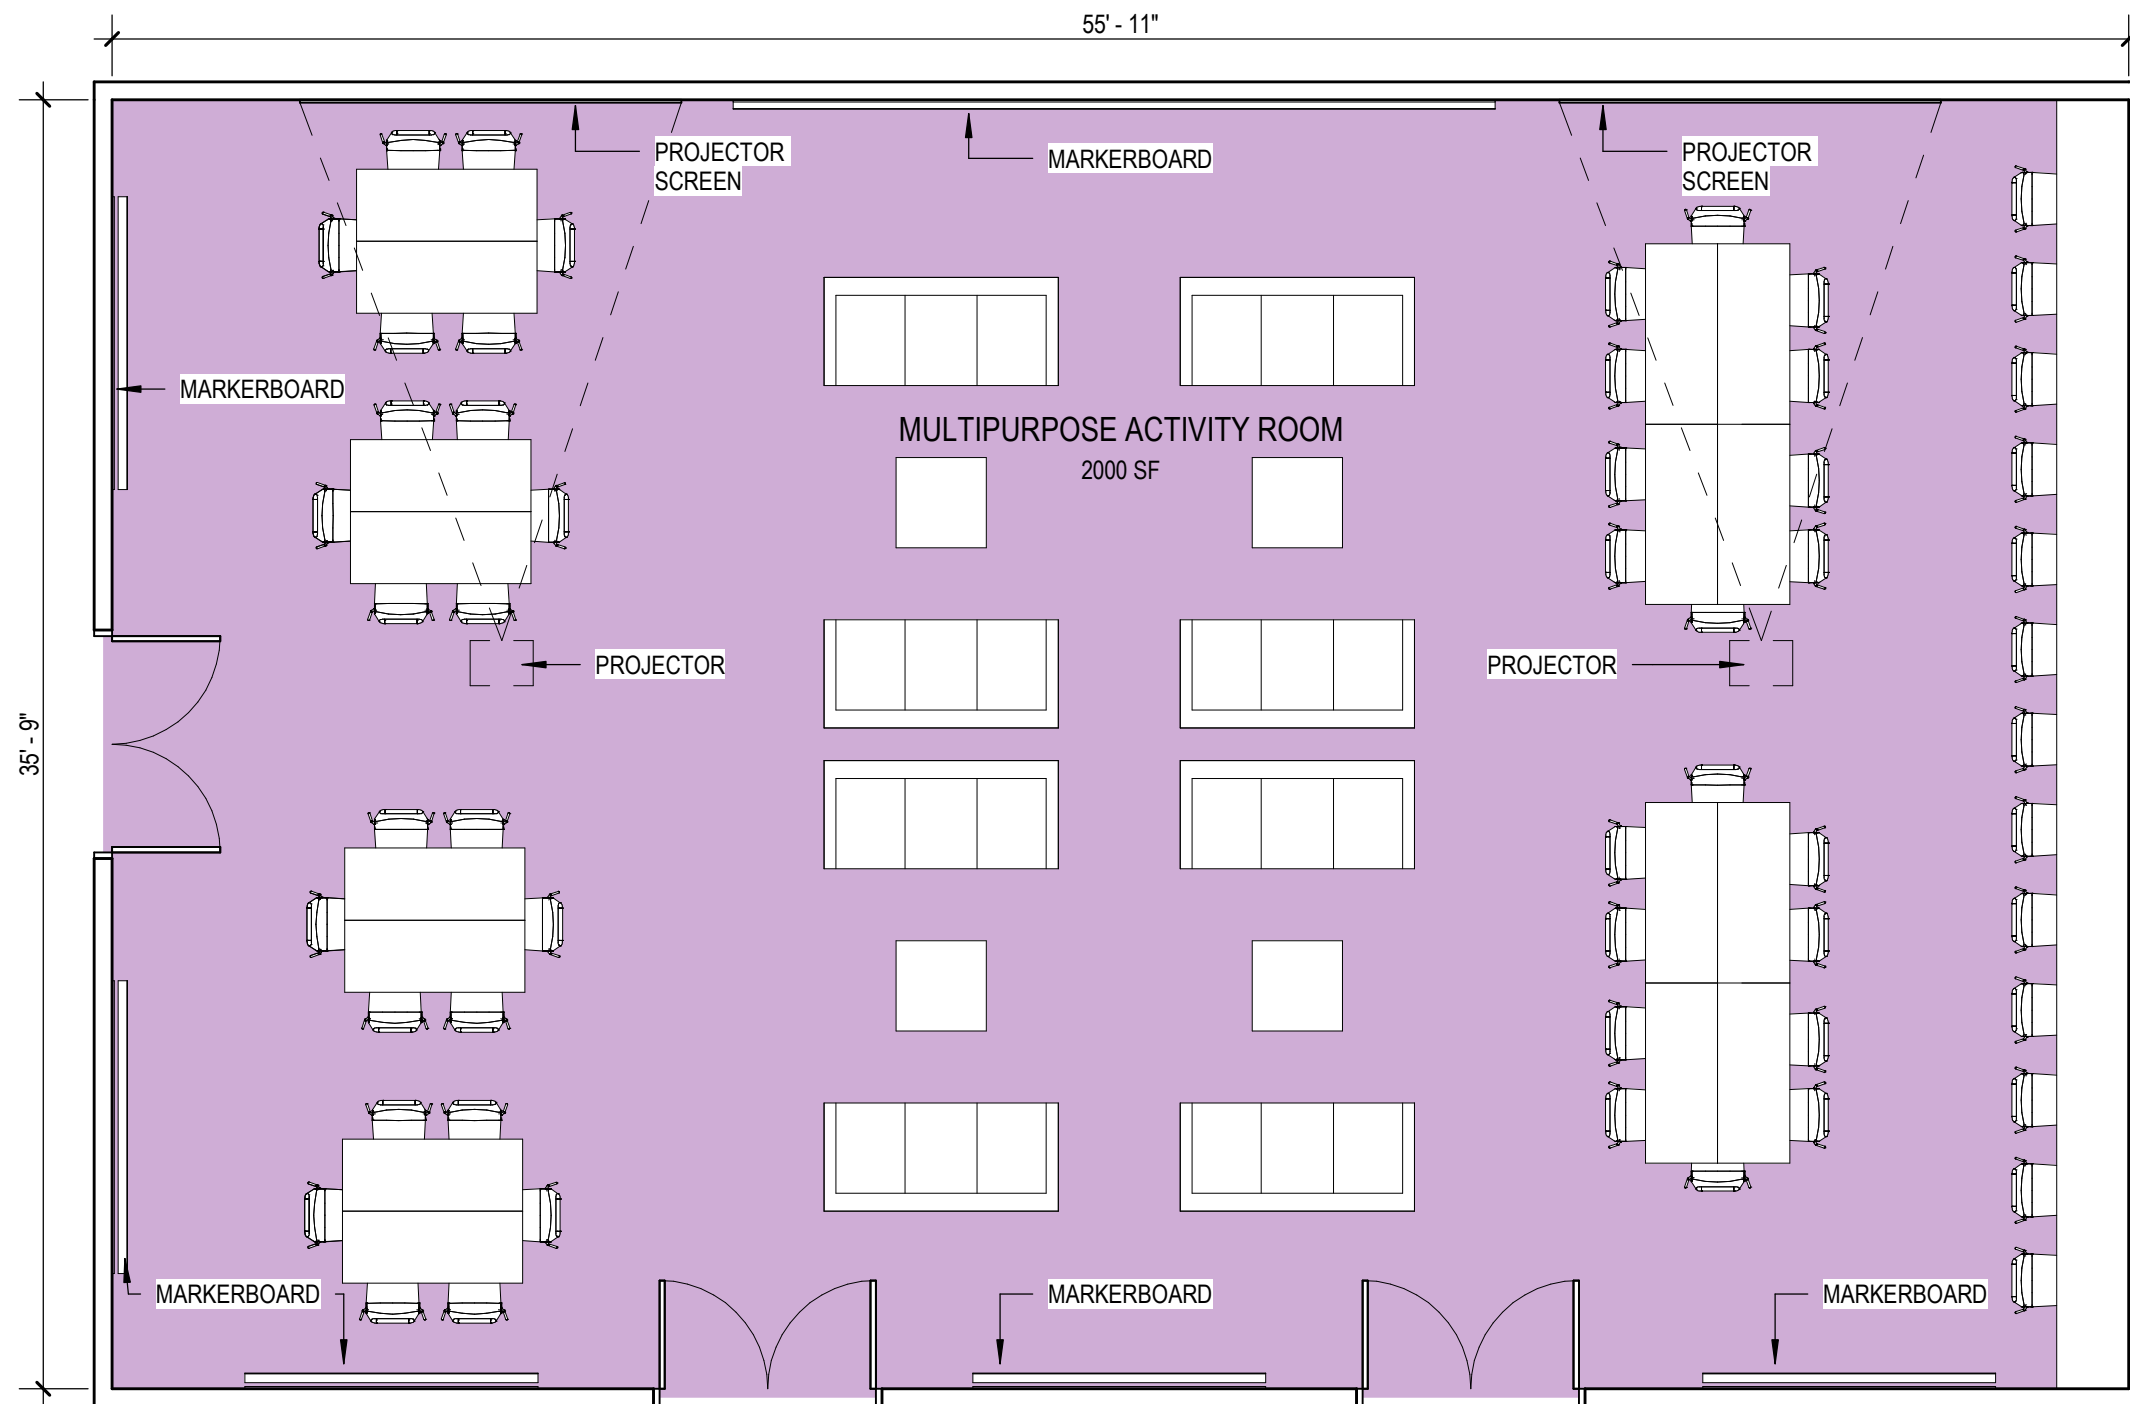 55' - 11"
PROJECTOR
SCREEN
MARKERBOARD
PROJECTOR
SCREEN
MARKERBOARD
MULTIPURPOSE ACTIVITY ROOM
2000 SF
PROJECTOR
PROJECTOR
35' - 9"
MARKERBOARD
MARKERBOARD
MARKERBOARD